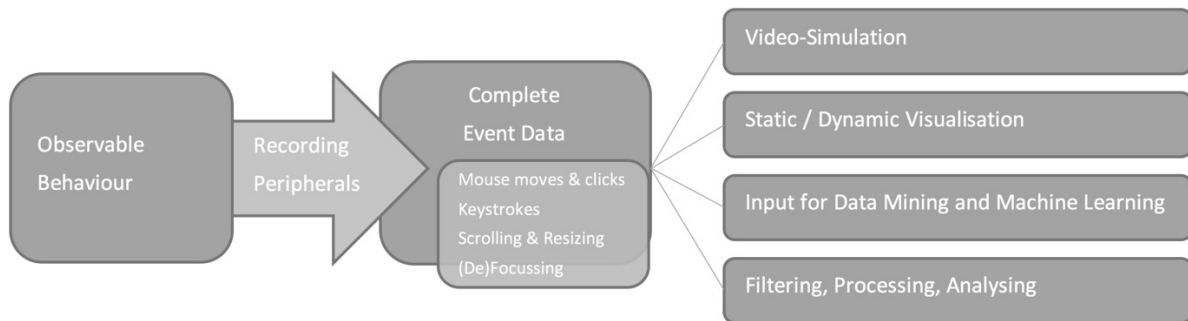 Observable
Behaviour
Recording
Peripherals
Complete
Event Data
Mouse moves & clicks
Keystrokes
Scrolling & Resizing
(De)Focussing
Video-Simulation
Static / Dynamic Visualisation
Input for Data Mining and Machine Learning
Filtering, Processing, Analysing